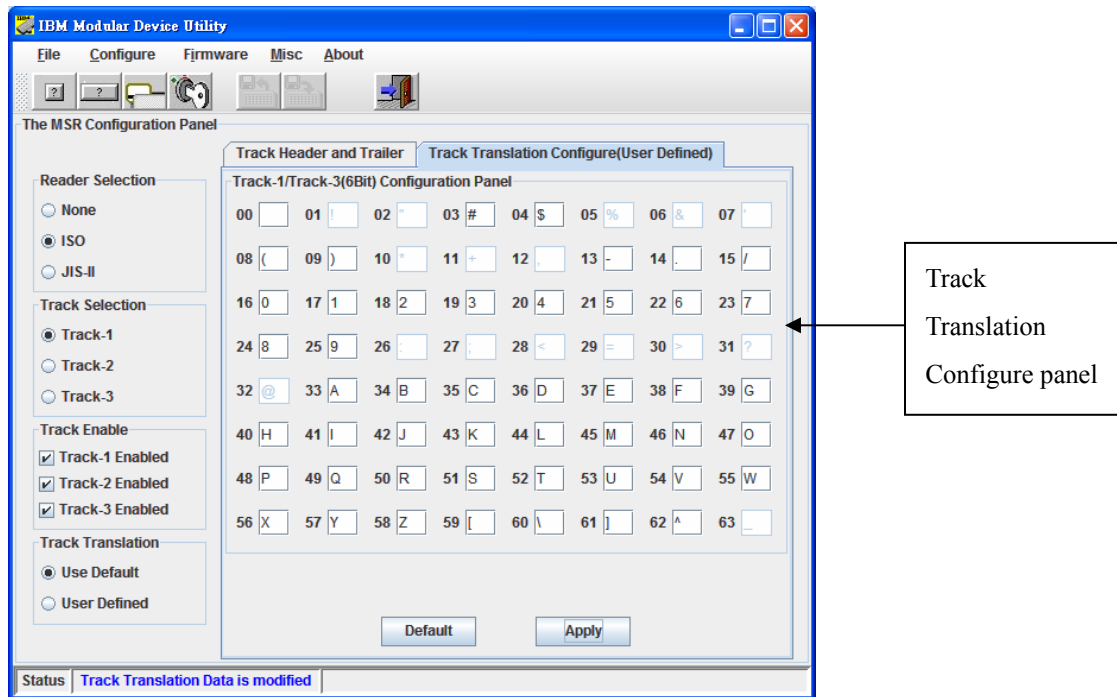 IBM Modular Device Utility
File Configure Firmware Misc About
? ?
The MSR Configuration Panel
Reader Selection
None
ISO
JIS-II
Track Selection
Track-1
Track-2
Track-3
Track Enable
Track-1 Enabled
Track-2 Enabled
Track-3 Enabled
Track Translation
Use Default
User Defined
Track Header and Trailer Track Translation Configure(User Defined)
Track-1/Track-3(6Bit) Configuration Panel
00 01 ! 02 " 03 # 04 $ 05 % 06 & 07 '
08 ( 09 ) 10 * 11 + 12 , 13 - 14 . 15 /
16 0 17 1 18 2 19 3 20 4 21 5 22 6 23 7
24 8 25 9 26 : 27 ; 28 < 29 = 30 > 31 ?
32 @ 33 A 34 B 35 C 36 D 37 E 38 F 39 G
40 H 41 I 42 J 43 K 44 L 45 M 46 N 47 O
48 P 49 Q 50 R 51 S 52 T 53 U 54 V 55 W
56 X 57 Y 58 Z 59 [ 60 \ 61 ] 62 ^ 63 _
Default Apply
Status Track Translation Data is modified
Track
Translation
Configure panel